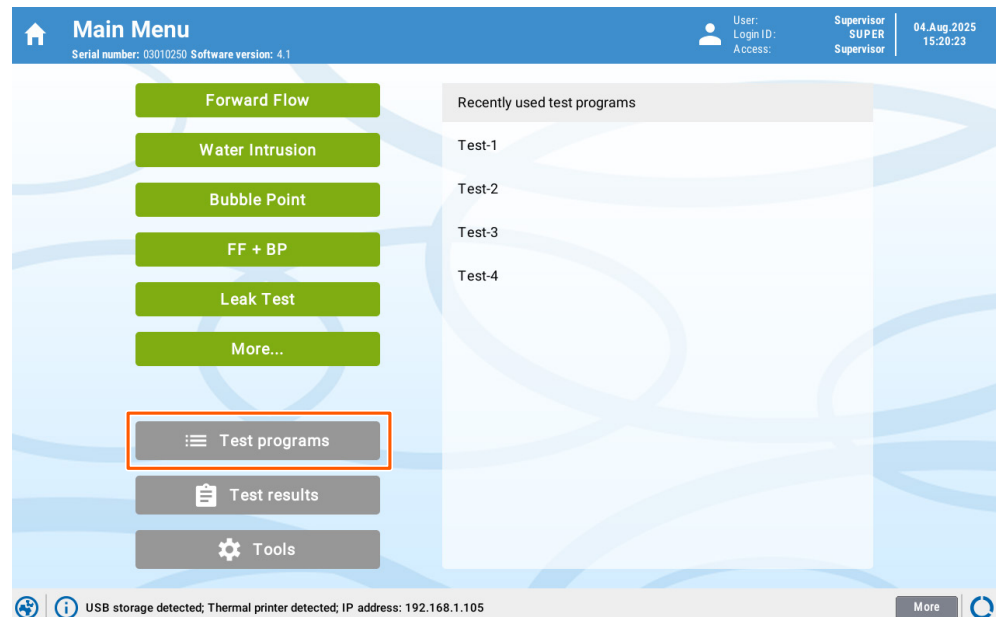 Main Menu
Serial number: 03010250 Software version: 4.1
User: Supervisor
Login ID: SUPER
Access: Supervisor
04.Aug.2025
15:20:23
Forward Flow
Water Intrusion
Bubble Point
FF + BP
Leak Test
More...
Test programs
Test results
Tools
Recently used test programs
Test-1
Test-2
Test-3
Test-4
USB storage detected; Thermal printer detected; IP address: 192.168.1.105
More